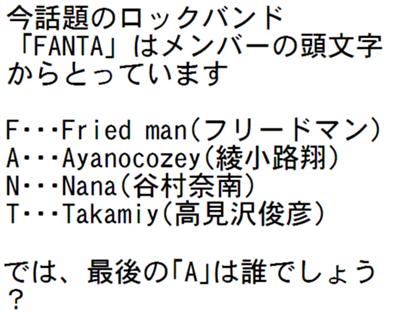 今話題のロックバンド
「FANTA」はメンバーの頭文字
からとっています
F･･･Fried man(フリードマン)
A･･･Ayanocozey(綾小路翔)
N･･･Nana(谷村奈南)
T･･･Takamiy(高見沢俊彦)
では、最後の｢A｣は誰でしょう
？